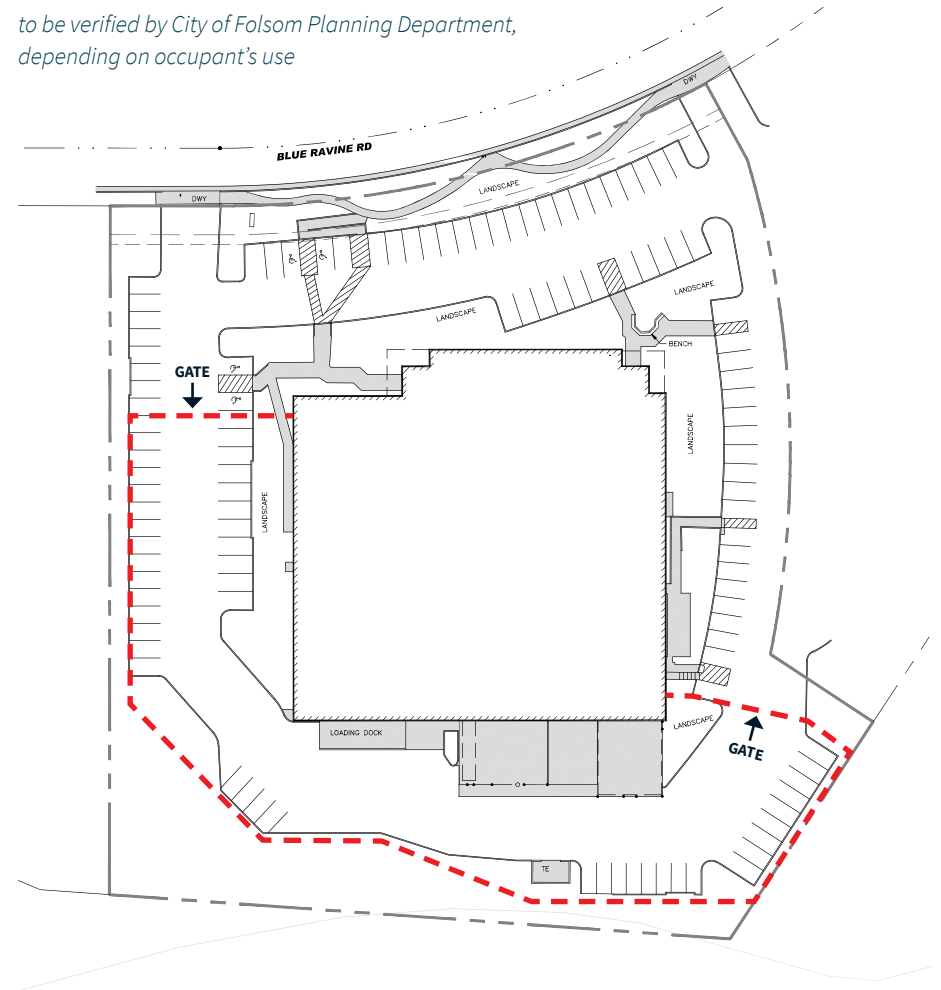 to be verified by City of Folsom Planning Department,
depending on occupant's use
DWY
BLUE RAVINE RD
LANDSCAPE
DWY
LANDSCAPE
LANDSCAPE
BENCH
GATE
LANDSCAPE
LANDSCAPE
LOADING DOCK
LANDSCAPE
GATE
TE